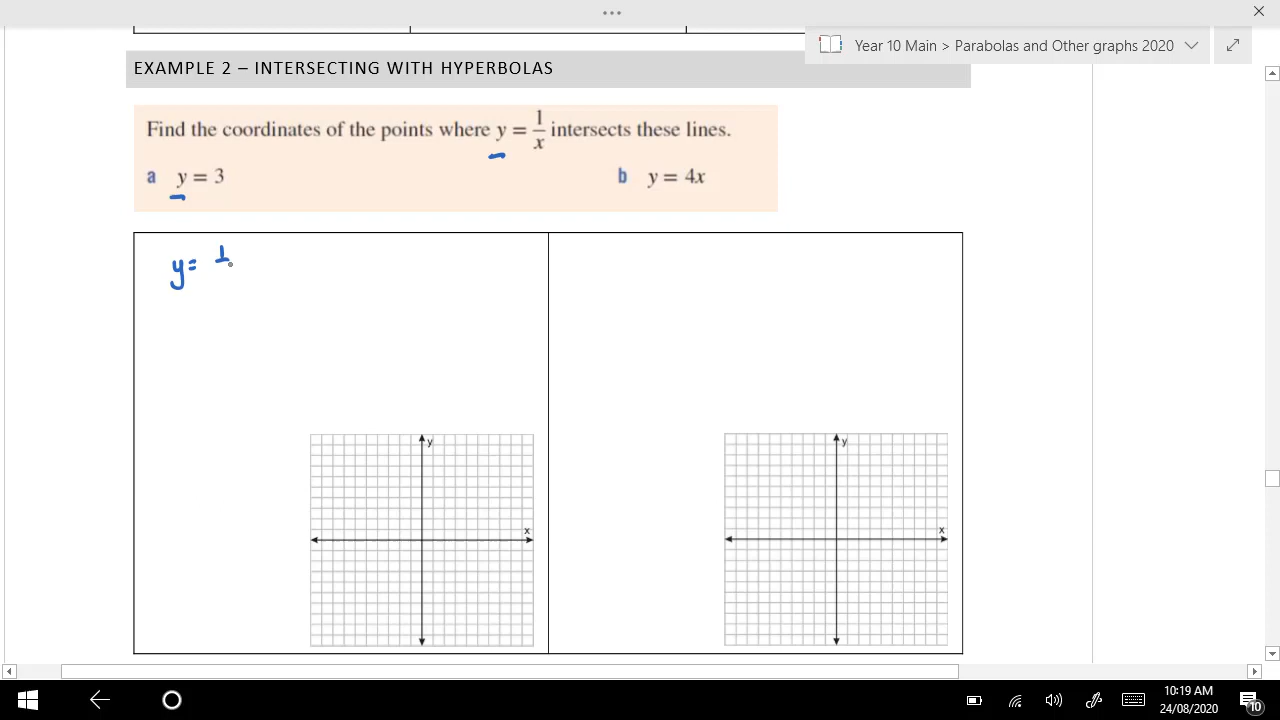 Year 10 Main > Parabolas and Other graphs 2020
EXAMPLE 2 – INTERSECTING WITH HYPERBOLAS
Find the coordinates of the points where y = 1/x intersects these lines.
a y = 3
b y = 4x
y = 1
y
x
y
x
10:19 AM
24/08/2020
10